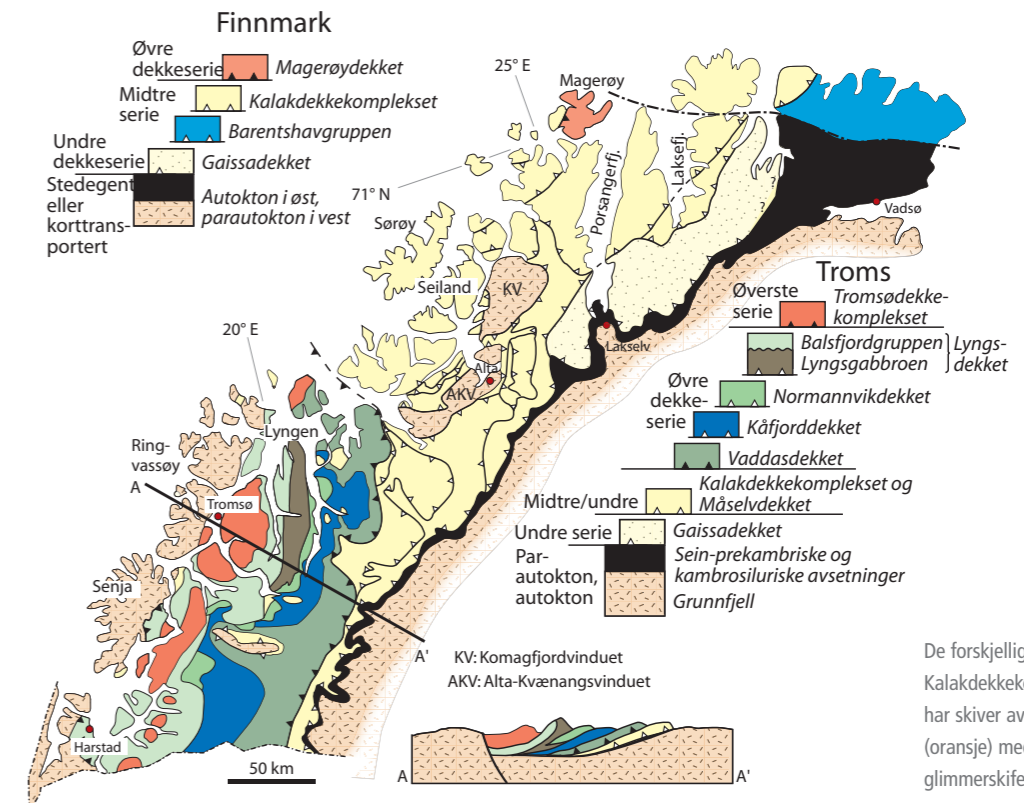 Finnmark
Øvre
dekkeserie
Magerøydekket
Midtre
serie
Kalakdekkekomplekset
Barentshavgruppen
Undre
dekkeserie
Gaissadekket
Stedegent
eller
korttrans-
portert
Autokton i øst,
parautokton i vest
25° E
Magerøy
71° N
Porsangerfj.
Laksefj.
?
Vadsø
Sørøy
Seiland
KV
Lakselv
Alta
AKV
20° E
Lyngen
Ring-
vassøy
A
Tromsø
Senja
Harstad
A'
Troms
Øverste
serie
Tromsødekke-
komplekset
Balsfjordgruppen
Lyngsgabbroen
Lyngs-
dekket
Øvre
dekke-
serie
Normannvikdekket
Kåfjorddekket
Vaddasdekket
Midtre/undre
Kalakdekkekomplekset og
Måselvdekket
Undre serie
Gaissadekket
Par-
autokton,
autokton
Sein-prekambriske og
kambrosiluriske avsetninger
Grunnfjell
KV: Komagfjordvinduet
AKV: Alta-Kvænangsvinduet
50 km
A
A'
De forskjellig
Kalakdekkek
har skiver av
(oransje) me
glimmerskife